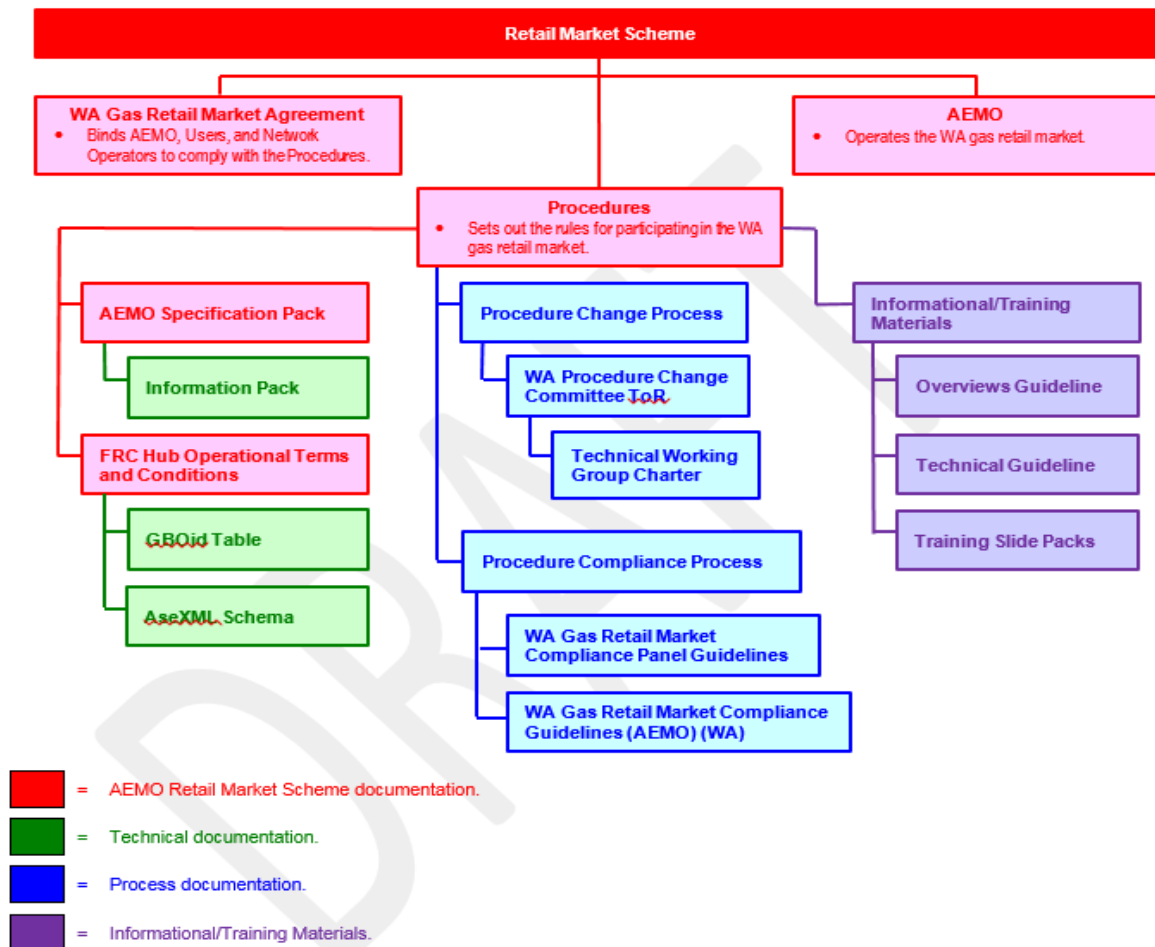 Retail Market Scheme
WA Gas Retail Market Agreement
• Binds AEMO, Users, and Network
Operators to comply with the Procedures.
AEMO
• Operates the WA gas retail market.
Procedures
• Sets out the rules for participating in the WA
gas retail market.
AEMO Specification Pack
Information Pack
FRC Hub Operational Terms
and Conditions
GBOid Table
AseXML Schema
Procedure Change Process
WA Procedure Change
Committee ToR
Technical Working
Group Charter
Procedure Compliance Process
WA Gas Retail Market
Compliance Panel Guidelines
WA Gas Retail Market Compliance
Guidelines (AEMO) (WA)
Informational/Training
Materials
Overviews Guideline
Technical Guideline
Training Slide Packs
= AEMO Retail Market Scheme documentation.
= Technical documentation.
= Process documentation.
= Informational/Training Materials.
DRAFT